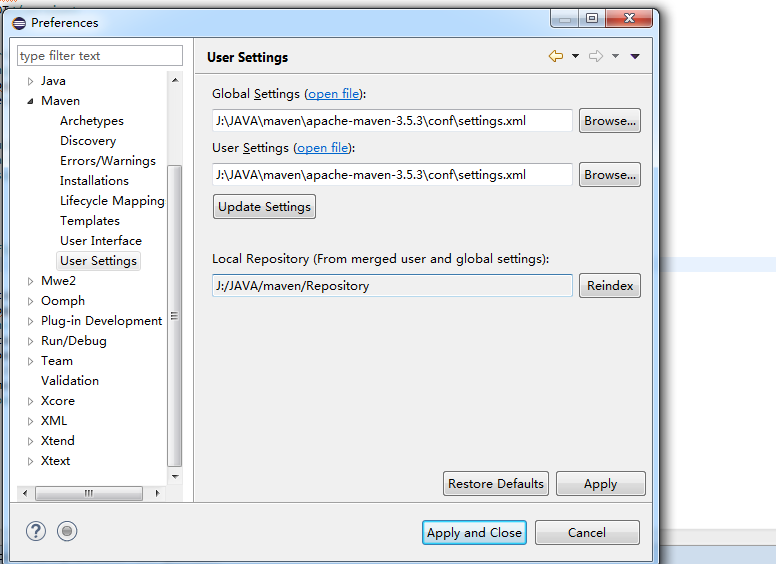 Preferences
type filter text
Java
Maven
Archetypes
Discovery
Errors/Warnings
Installations
Lifecycle Mapping
Templates
User Interface
User Settings
Mwe2
Oomph
Plug-in Development
Run/Debug
Team
Validation
Xcore
XML
Xtend
Xtext
User Settings
Global Settings (open file):
J:\JAVA\maven\apache-maven-3.5.3\conf\settings.xml Browse...
User Settings (open file):
J:\JAVA\maven\apache-maven-3.5.3\conf\settings.xml Browse...
Update Settings
Local Repository (From merged user and global settings):
J:/JAVA/maven/Repository Reindex
Restore Defaults Apply
Apply and Close Cancel